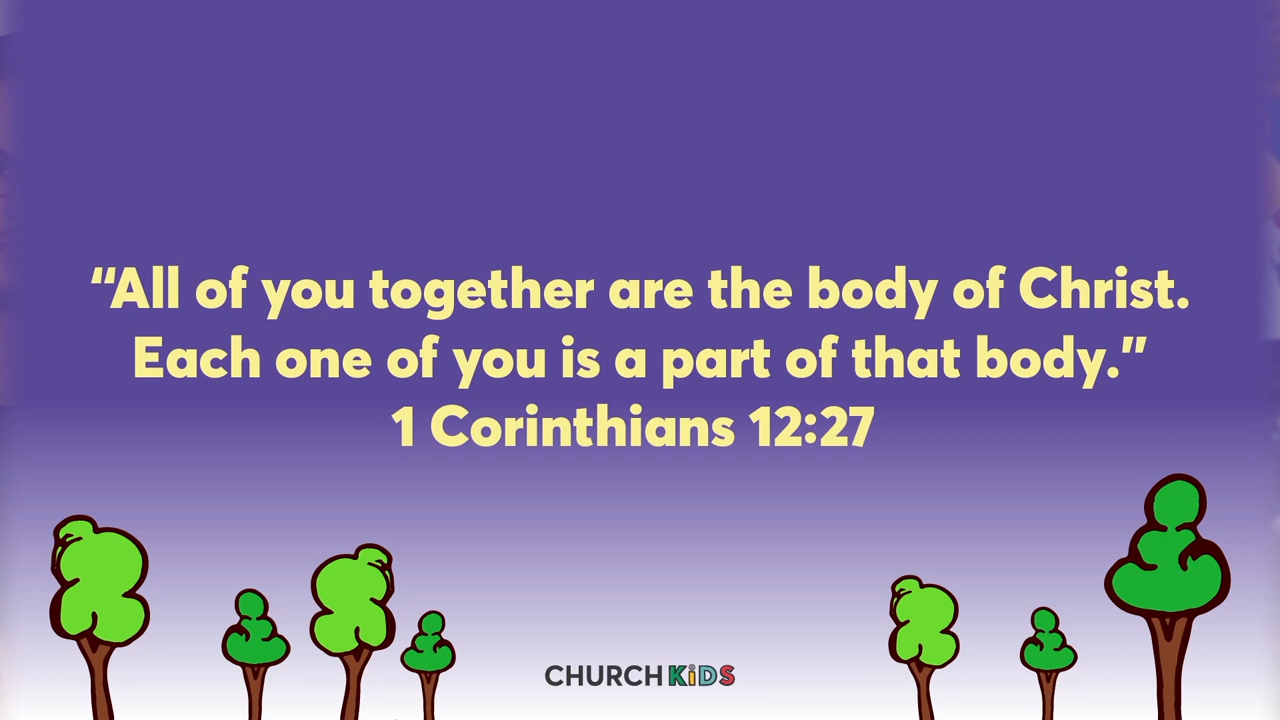 “All of you together are the body of Christ.
Each one of you is a part of that body.”
1 Corinthians 12:27
CHURCH KiDS